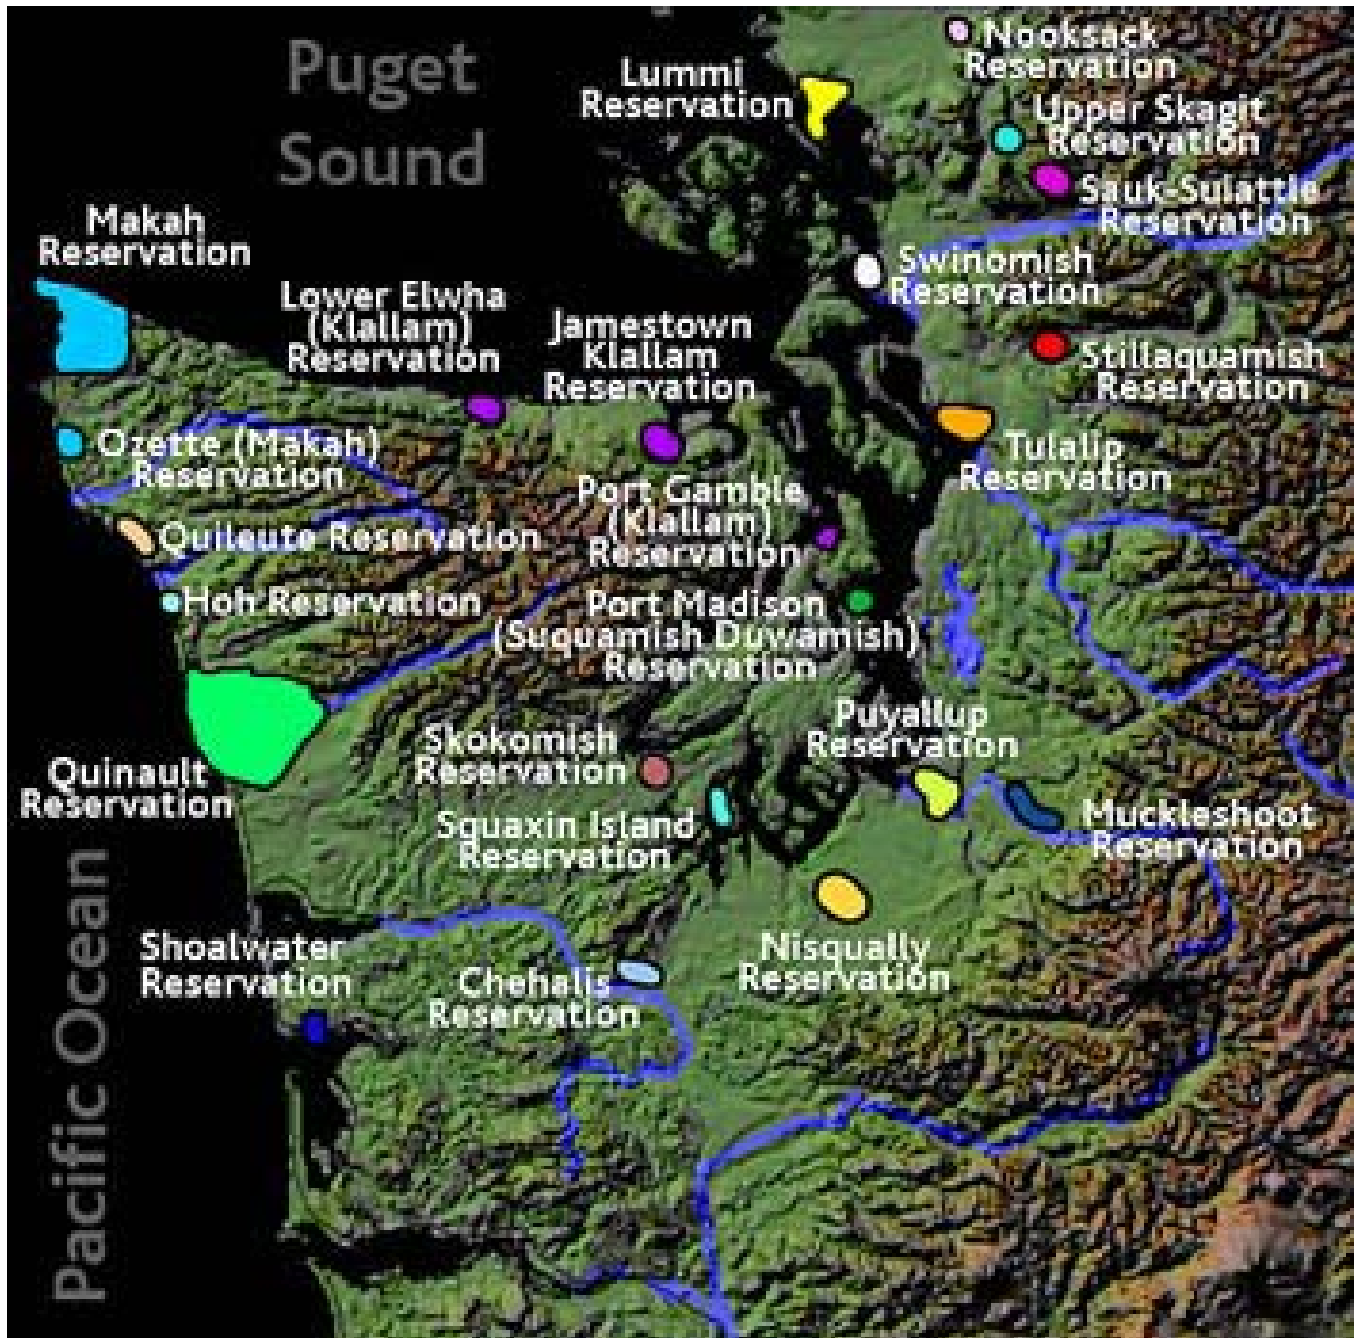 Puget
Sound
Nooksack
Reservation
Lummi
Reservation
Upper Skagit
Reservation
Sauk-Suiattle
Reservation
Makah
Reservation
Swinomish
Reservation
Lower Elwha
(Klallam)
Reservation
Jamestown
Klallam
Reservation
Stillaquamish
Reservation
Ozette (Makah)
Reservation
Tulalip
Reservation
Port Gamble
(Klallam)
Reservation
Quileute Reservation
Hoh Reservation
Port Madison
(Suquamish Duwamish)
Reservation
Puyallup
Reservation
Skokomish
Reservation
Quinault
Reservation
Squaxin Island
Reservation
Muckleshoot
Reservation
Nisqually
Reservation
Shoalwater
Reservation
Chehalis
Reservation
Pacific Ocean